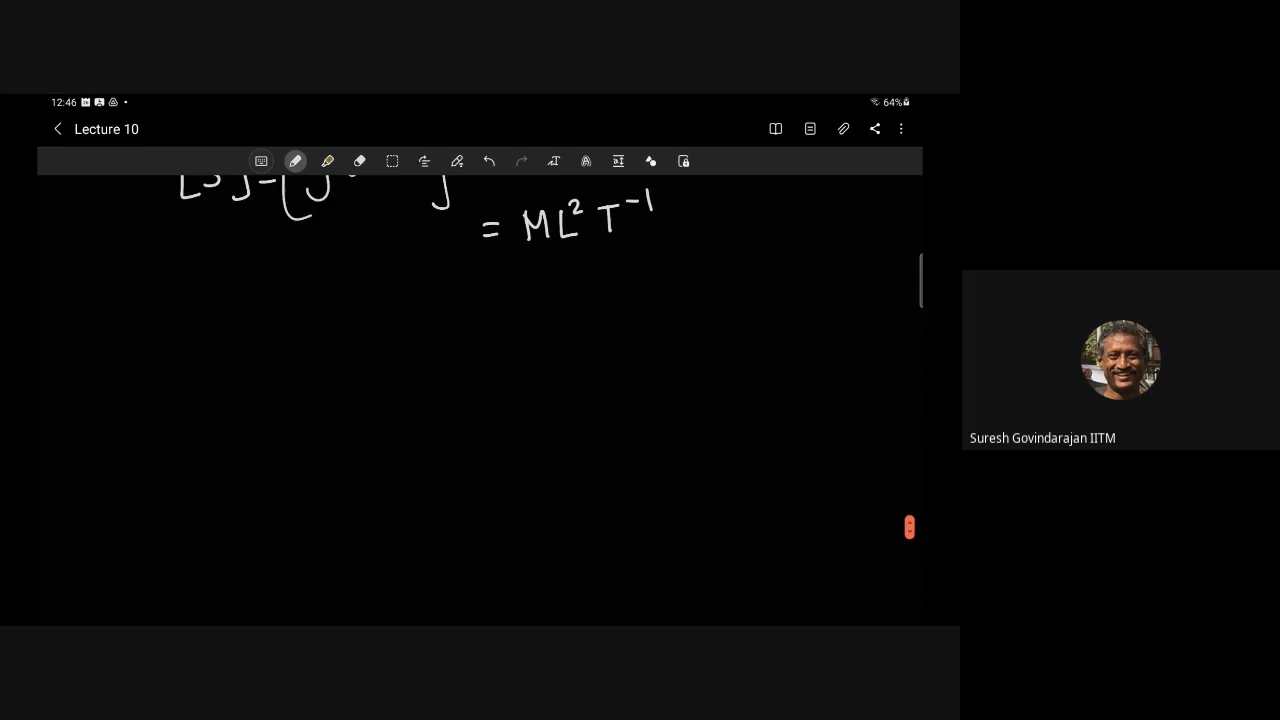 12:46
64%
Lecture 10
= ML² T⁻¹
Suresh Govindarajan IITM